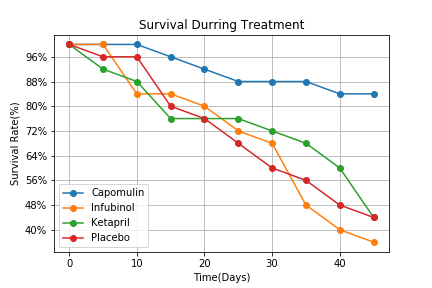 Survival Durring Treatment
Survival Rate(%)
96%
88%
80%
72%
64%
56%
48%
40%
Capomulin
Infubinol
Ketapril
Placebo
0
10
20
30
40
Time(Days)